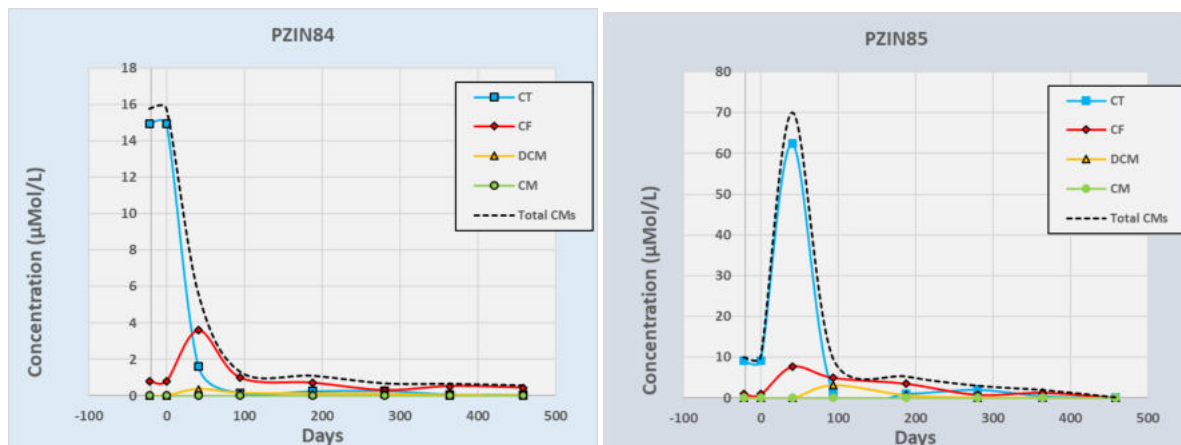 PZIN84
18
16
14
12
10
8
6
4
2
0
-100
0
100
200
300
400
500
Concentration (μMol/L)
Days
CT
CF
DCM
CM
Total CMs
PZIN85
80
70
60
50
40
30
20
10
0
-100
0
100
200
300
400
500
Concentration (μMol/L)
Days
CT
CF
DCM
CM
Total CMs